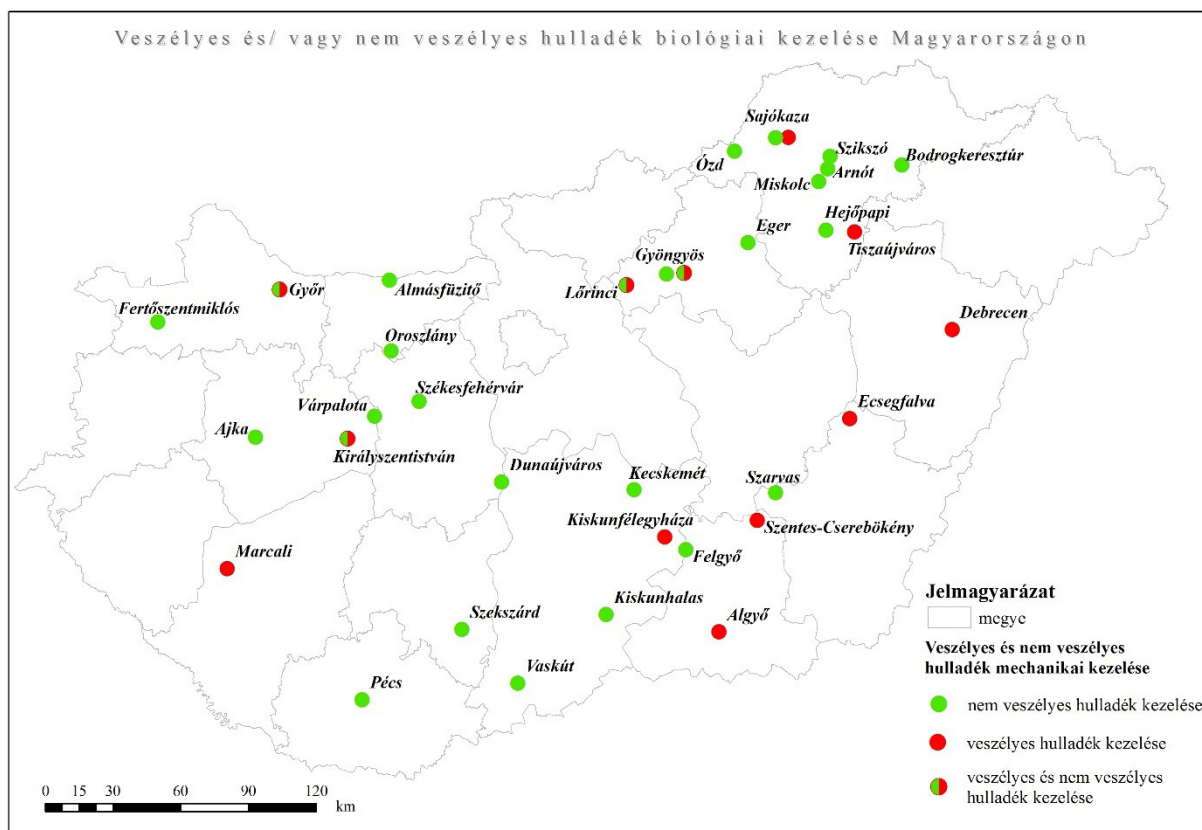 Veszélyes és/ vagy nem veszélyes hulladék biológiai kezelése Magyarországon
Sajókaza
Ózd
Szikszó
Bodrogkeresztúr
Arnót
Miskolc
Hejőpapi
Eger
Tiszaújváros
Gyöngyös
Lőrinci
Győr
Almásfüzitő
Fertőszentmiklós
Debrecen
Oroszlány
Székesfehérvár
Ecsegfalva
Várpalota
Ajka
Királyszentistván
Dunaújváros
Kecskemét
Szarvas
Kiskunfélegyháza
Szentes-Cserebökény
Marcali
Felgyő
Kiskunhalas
Algyő
Szekszárd
Vaskút
Pécs
Jelmagyarázat
megye
Veszélyes és nem veszélyes
hulladék mechanikai kezelése
nem veszélyes hulladék kezelése
veszélyes hulladék kezelése
veszélyes és nem veszélyes
hulladék kezelése
0 15 30 60 90 120
km